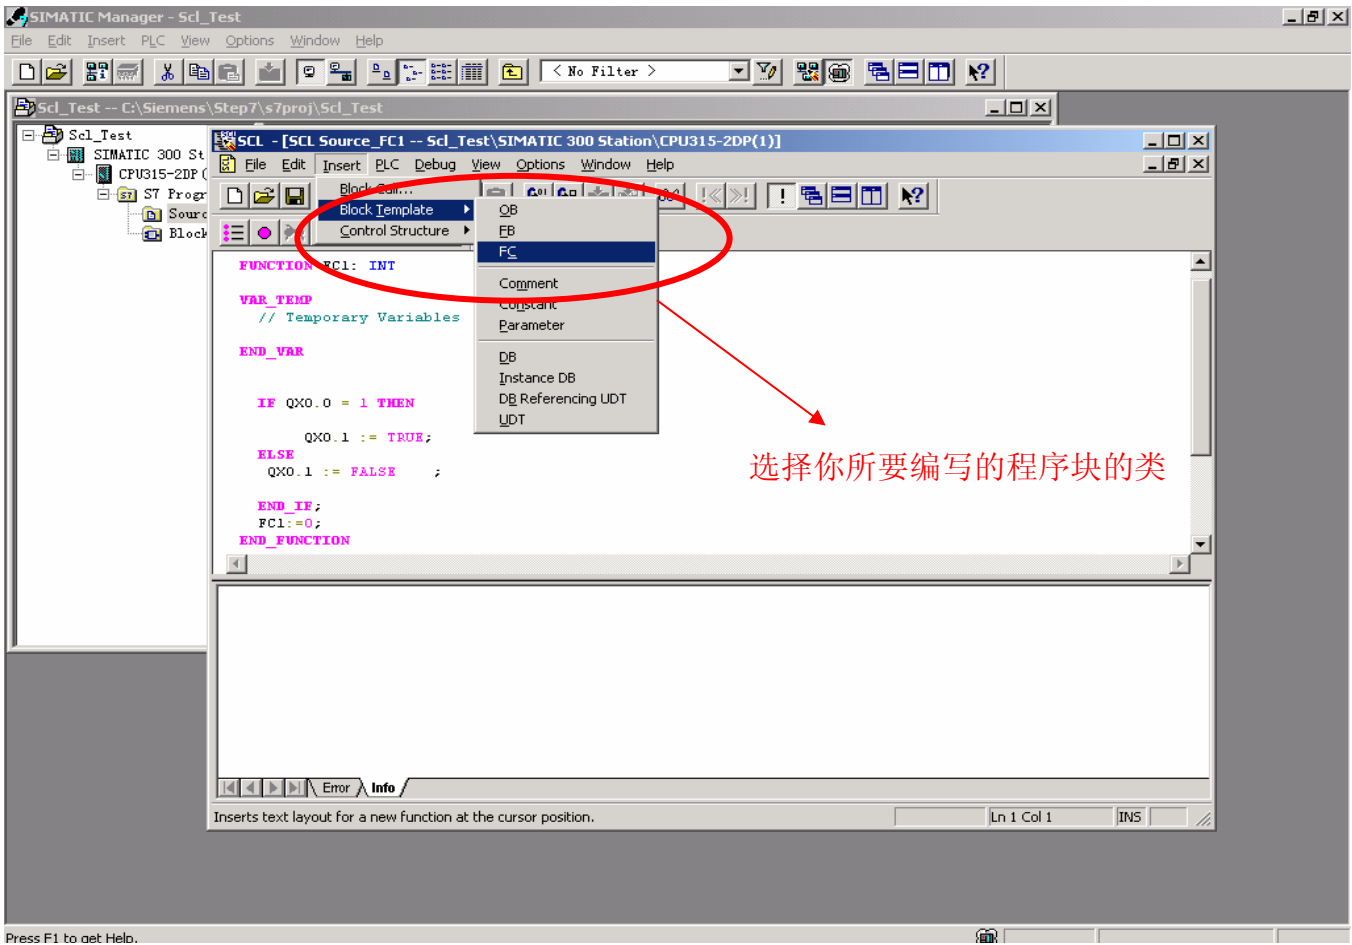 SIMATIC Manager - Scl_Test
File Edit Insert PLC View Options Window Help
< No Filter >
Scl_Test -- C:\Siemens\Step7\s7proj\Scl_Test
Scl_Test
SIMATIC 300 St
CPU315-2DP(
S7 Progr
Sourc
Block
SCL - [SCL Source_FC1 -- Scl_Test\SIMATIC 300 Station\CPU315-2DP(1)]
File Edit Insert PLC Debug View Options Window Help
Block Call...
Block Template
Control Structure
OB
FB
FC
Comment
Constant
Parameter
DB
Instance DB
DB Referencing UDT
UDT
FUNCTION FC1: INT
VAR_TEMP
// Temporary Variables
END_VAR
IF QX0.0 = 1 THEN
QX0.1 := TRUE;
ELSE
QX0.1 := FALSE ;
END_IF;
FC1:=0;
END_FUNCTION
选择你所要编写的程序块的类
Error Info
Inserts text layout for a new function at the cursor position.
Ln 1 Col 1
INS
Press F1 to get Help.